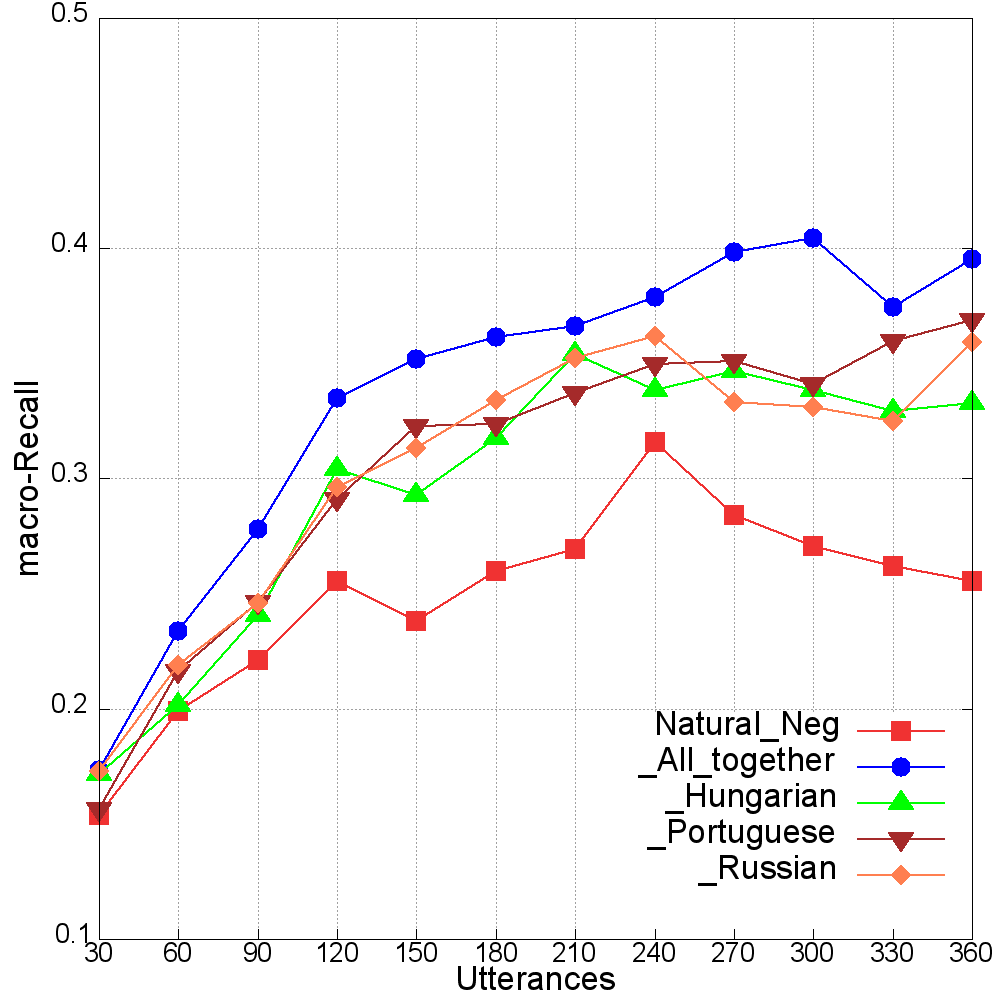 0.5
0.4
0.3
0.2
0.1
macro-Recall
Natural_Neg
_All_together
_Hungarian
_Portuguese
_Russian
30 60 90 120 150 180 210 240 270 300 330 360
Utterances